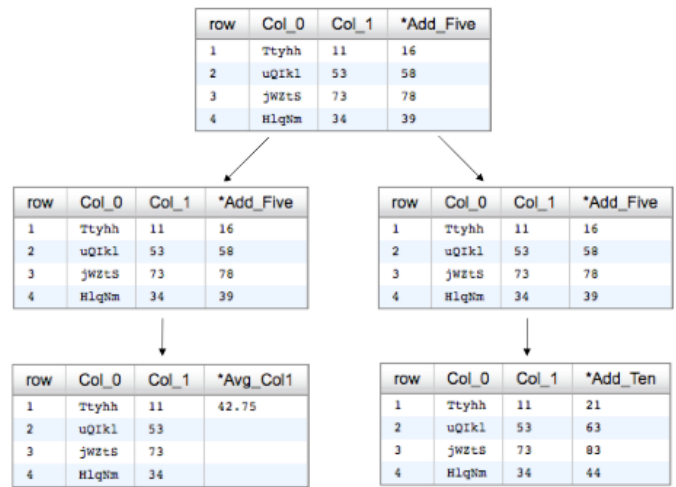 row Col_0 Col_1 *Add_Five
1 Ttyhh 11 16
2 uQIkl 53 58
3 jWZtS 73 78
4 HlqNm 34 39
row Col_0 Col_1 *Add_Five
1 Ttyhh 11 16
2 uQIkl 53 58
3 jWZtS 73 78
4 HlqNm 34 39
row Col_0 Col_1 *Add_Five
1 Ttyhh 11 16
2 uQIkl 53 58
3 jWZtS 73 78
4 HlqNm 34 39
row Col_0 Col_1 *Avg_Col1
1 Ttyhh 11 42.75
2 uQIkl 53
3 jWZtS 73
4 HlqNm 34
row Col_0 Col_1 *Add_Ten
1 Ttyhh 11 21
2 uQIkl 53 63
3 jWZtS 73 83
4 HlqNm 34 44